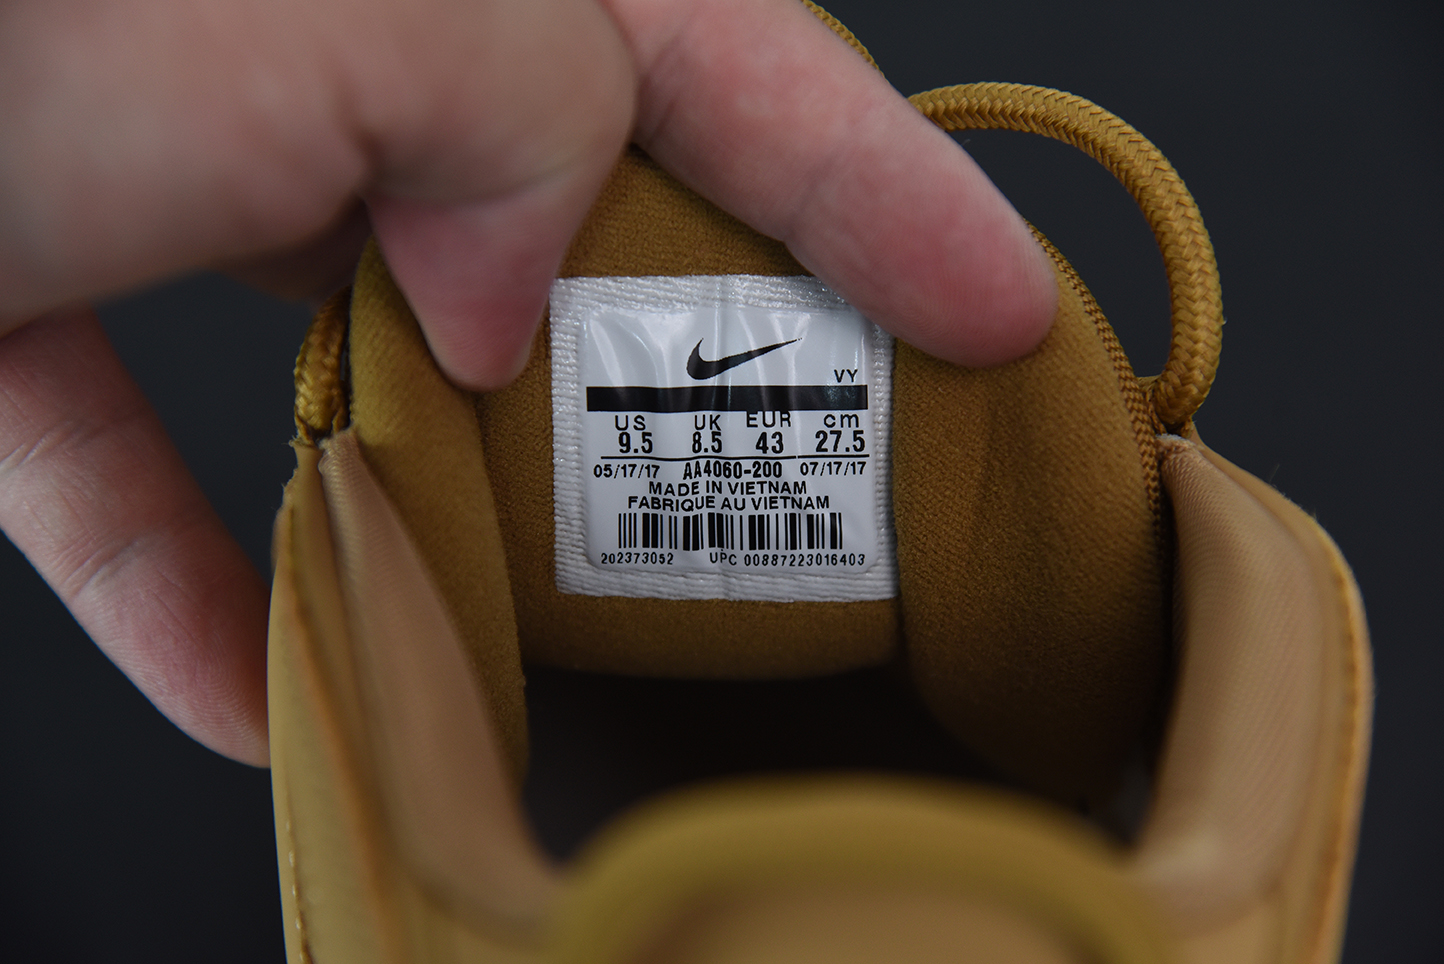 VY
US UK EUR cm
9.5 8.5 43 27.5
05/17/17 AA4060-200 07/17/17
MADE IN VIETNAM
FABRIQUE AU VIETNAM
202373052 UPC 00887223016403